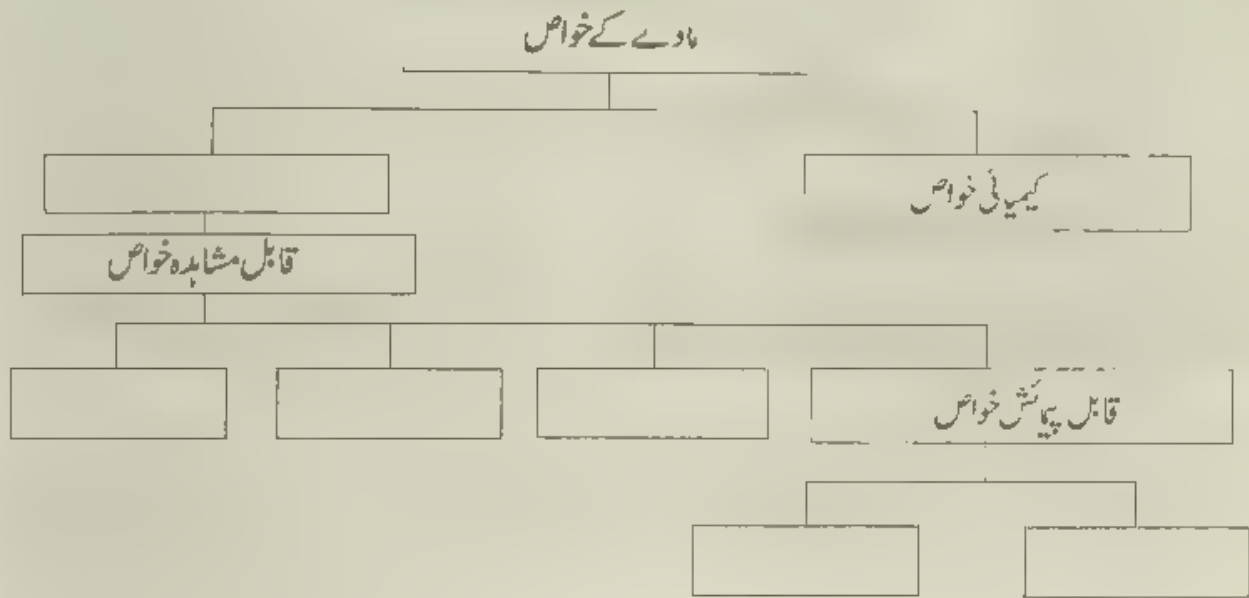 مادے کے خواص
کیمیائی خواص
قابل مشاہدہ خواص
قابل پیمائش خواص